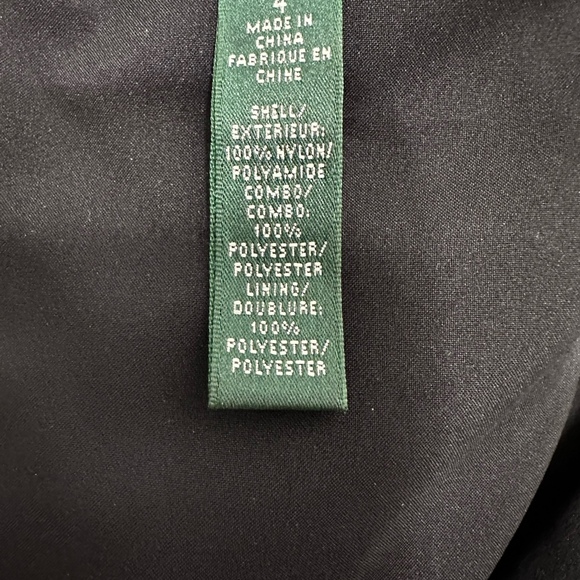 4
MADE IN
CHINA
FABRIQUE EN
CHINE
SHELL/
EXTERIEUR:
100% NYLON/
POLYAMIDE
COMBO/
COMBO:
100%
POLYESTER/
POLYESTER
LINING/
DOUBLURE:
100%
POLYESTER/
POLYESTER